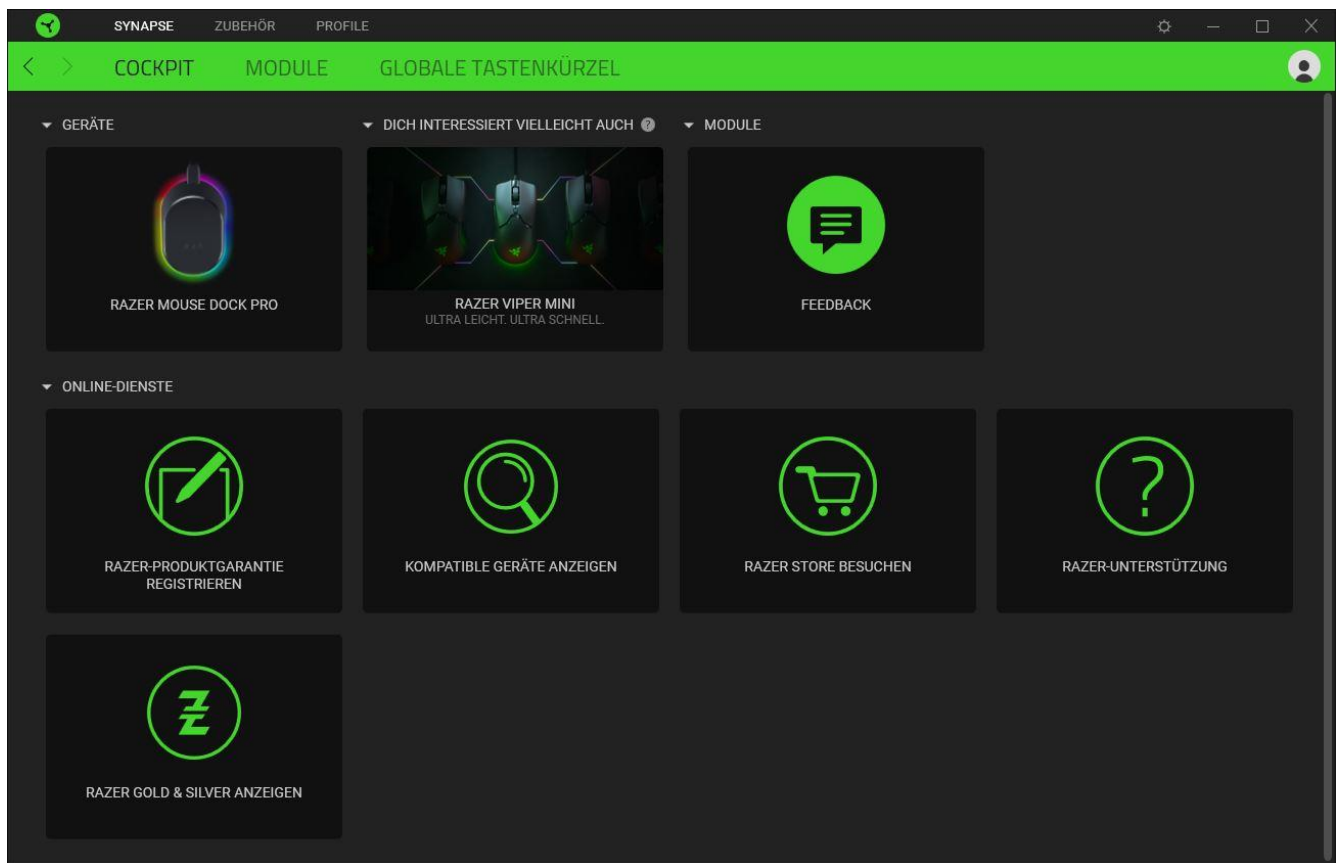 SYNAPSE ZUBEHÖR PROFILE
COCKPIT MODULE GLOBALE TASTENKÜRZEL
GERÄTE
DICH INTERESSIERT VIELLEICHT AUCH ?
MODULE
RAZER MOUSE DOCK PRO
RAZER VIPER MINI
ULTRA LEICHT. ULTRA SCHNELL.
FEEDBACK
ONLINE-DIENSTE
RAZER-PRODUKTGARANTIE
REGISTRIEREN
KOMPATIBLE GERÄTE ANZEIGEN
RAZER STORE BESUCHEN
RAZER-UNTERSTÜTZUNG
RAZER GOLD & SILVER ANZEIGEN